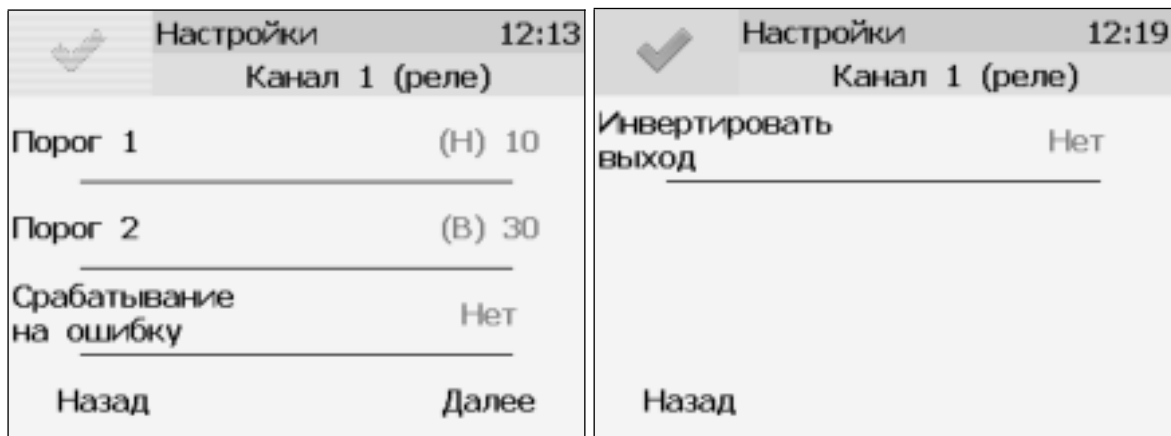 Настройки 12:13
Канал 1 (реле)
Порог 1 (Н) 10
Порог 2 (В) 30
Срабатывание Нет
на ошибку
Назад Далее
Настройки 12:19
Канал 1 (реле)
Инвертировать Нет
выход
Назад